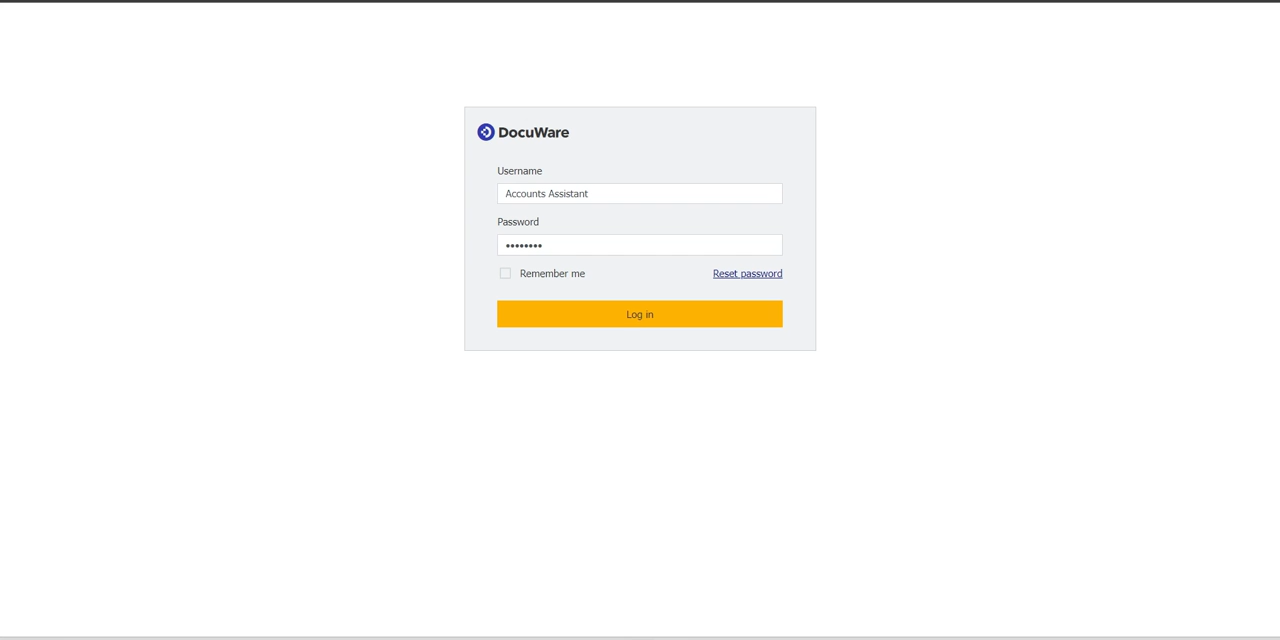 DocuWare
Username
Accounts Assistant
Password
••••••••
Remember me
Reset password
Log in